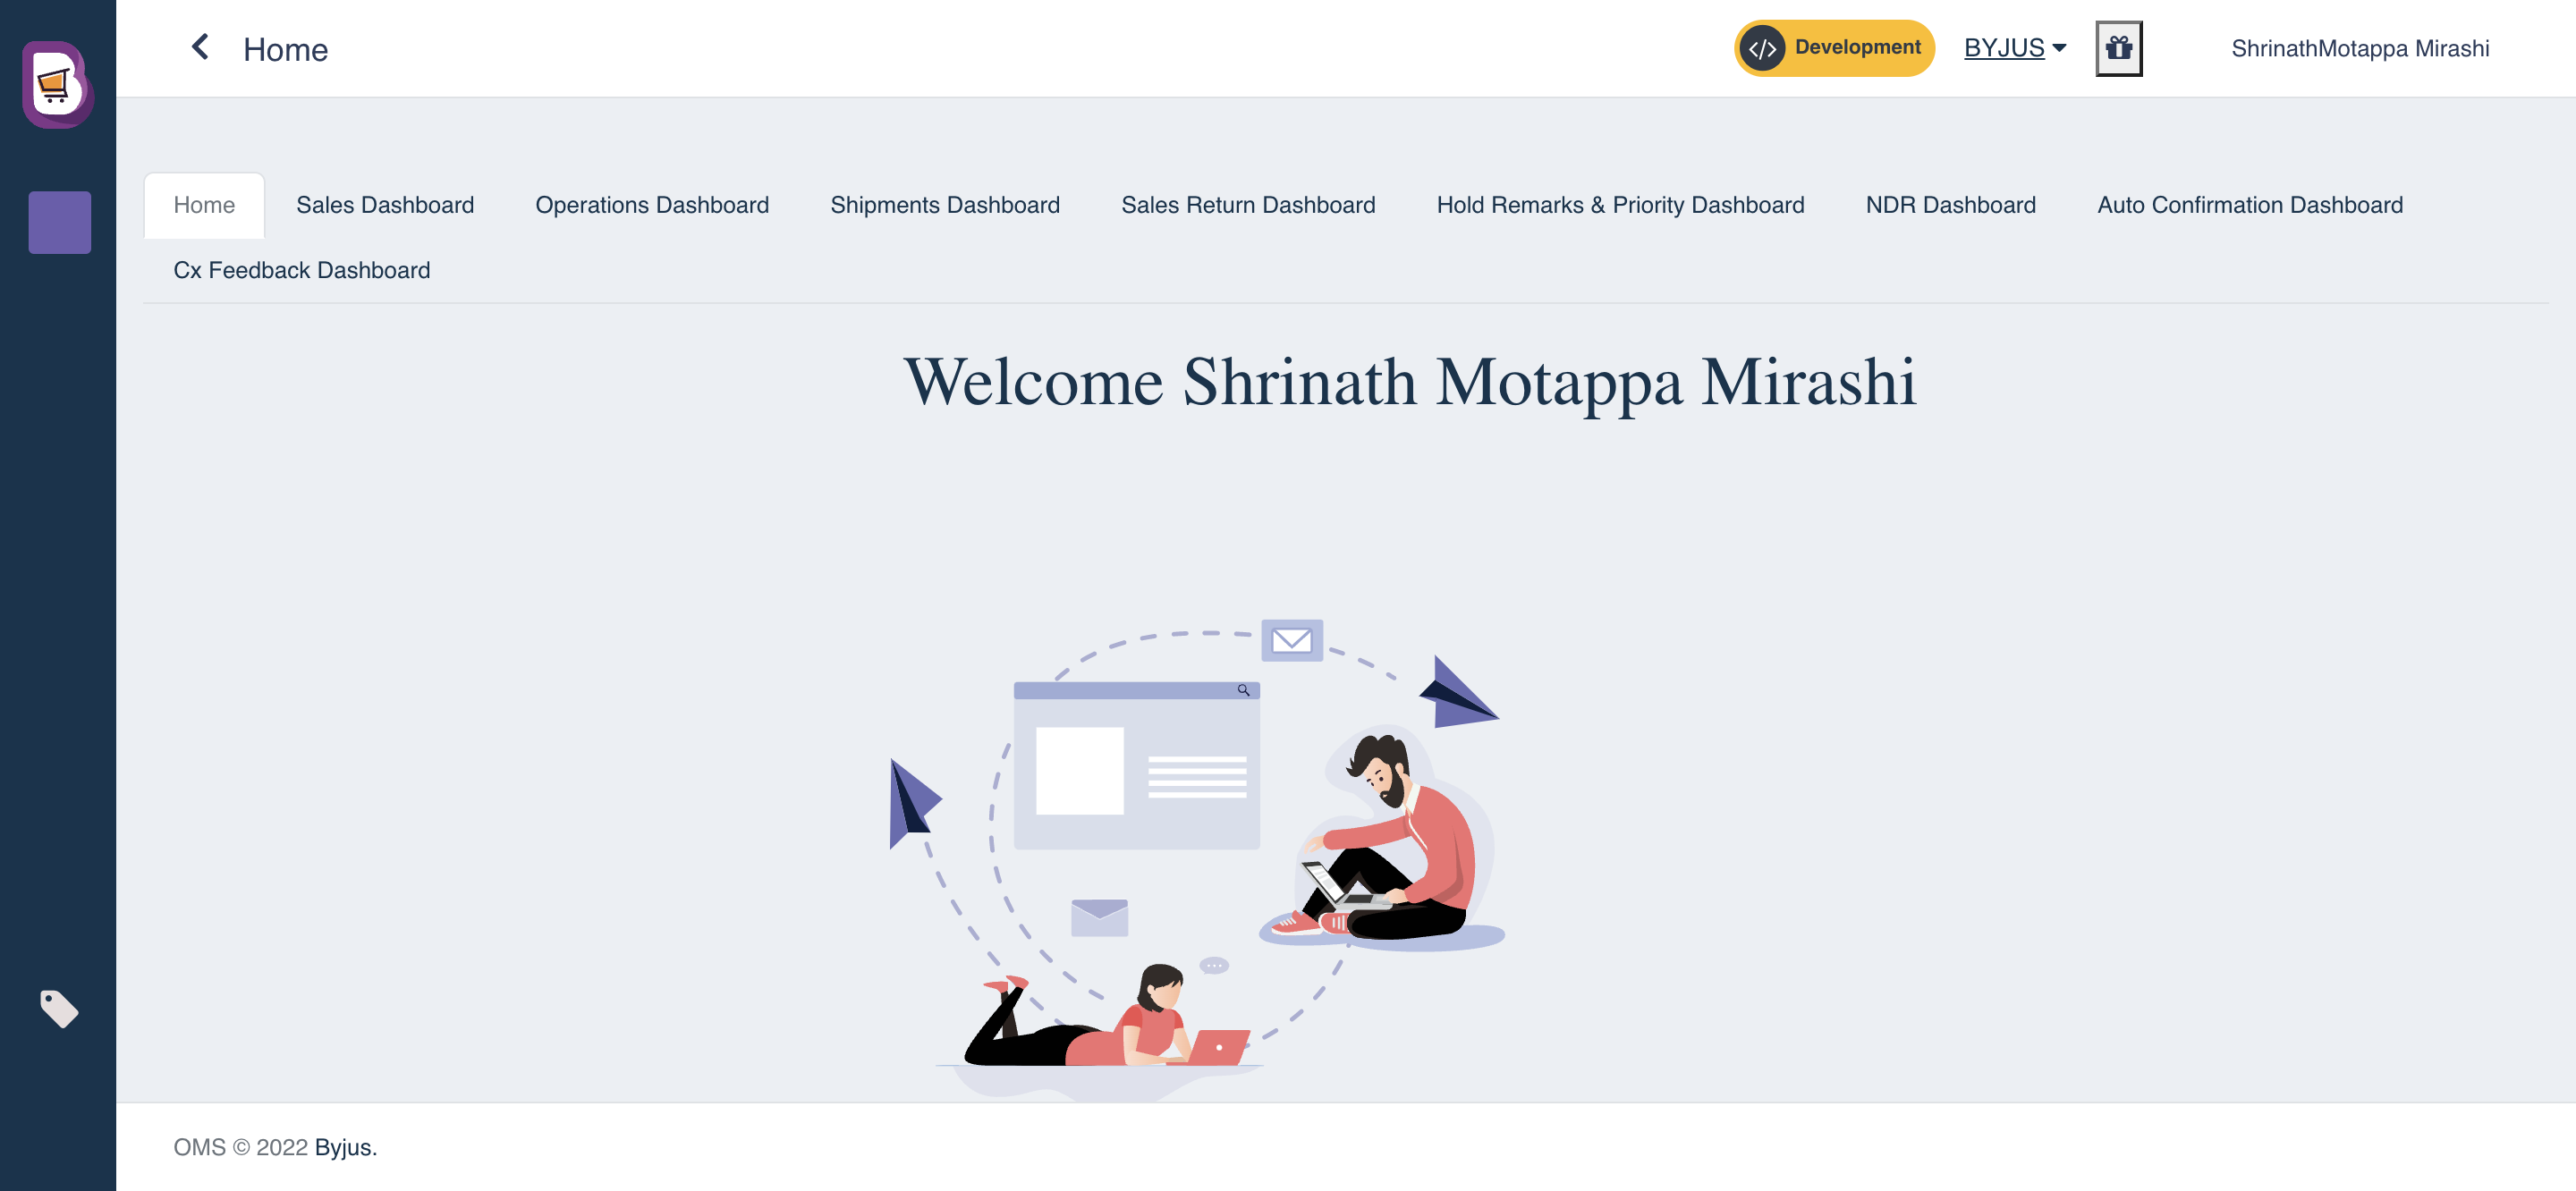 Home
Development
BYJUS
ShrinathMotappa Mirashi
Home
Sales Dashboard
Operations Dashboard
Shipments Dashboard
Sales Return Dashboard
Hold Remarks & Priority Dashboard
NDR Dashboard
Auto Confirmation Dashboard
Cx Feedback Dashboard
Welcome Shrinath Motappa Mirashi
OMS © 2022 Byjus.